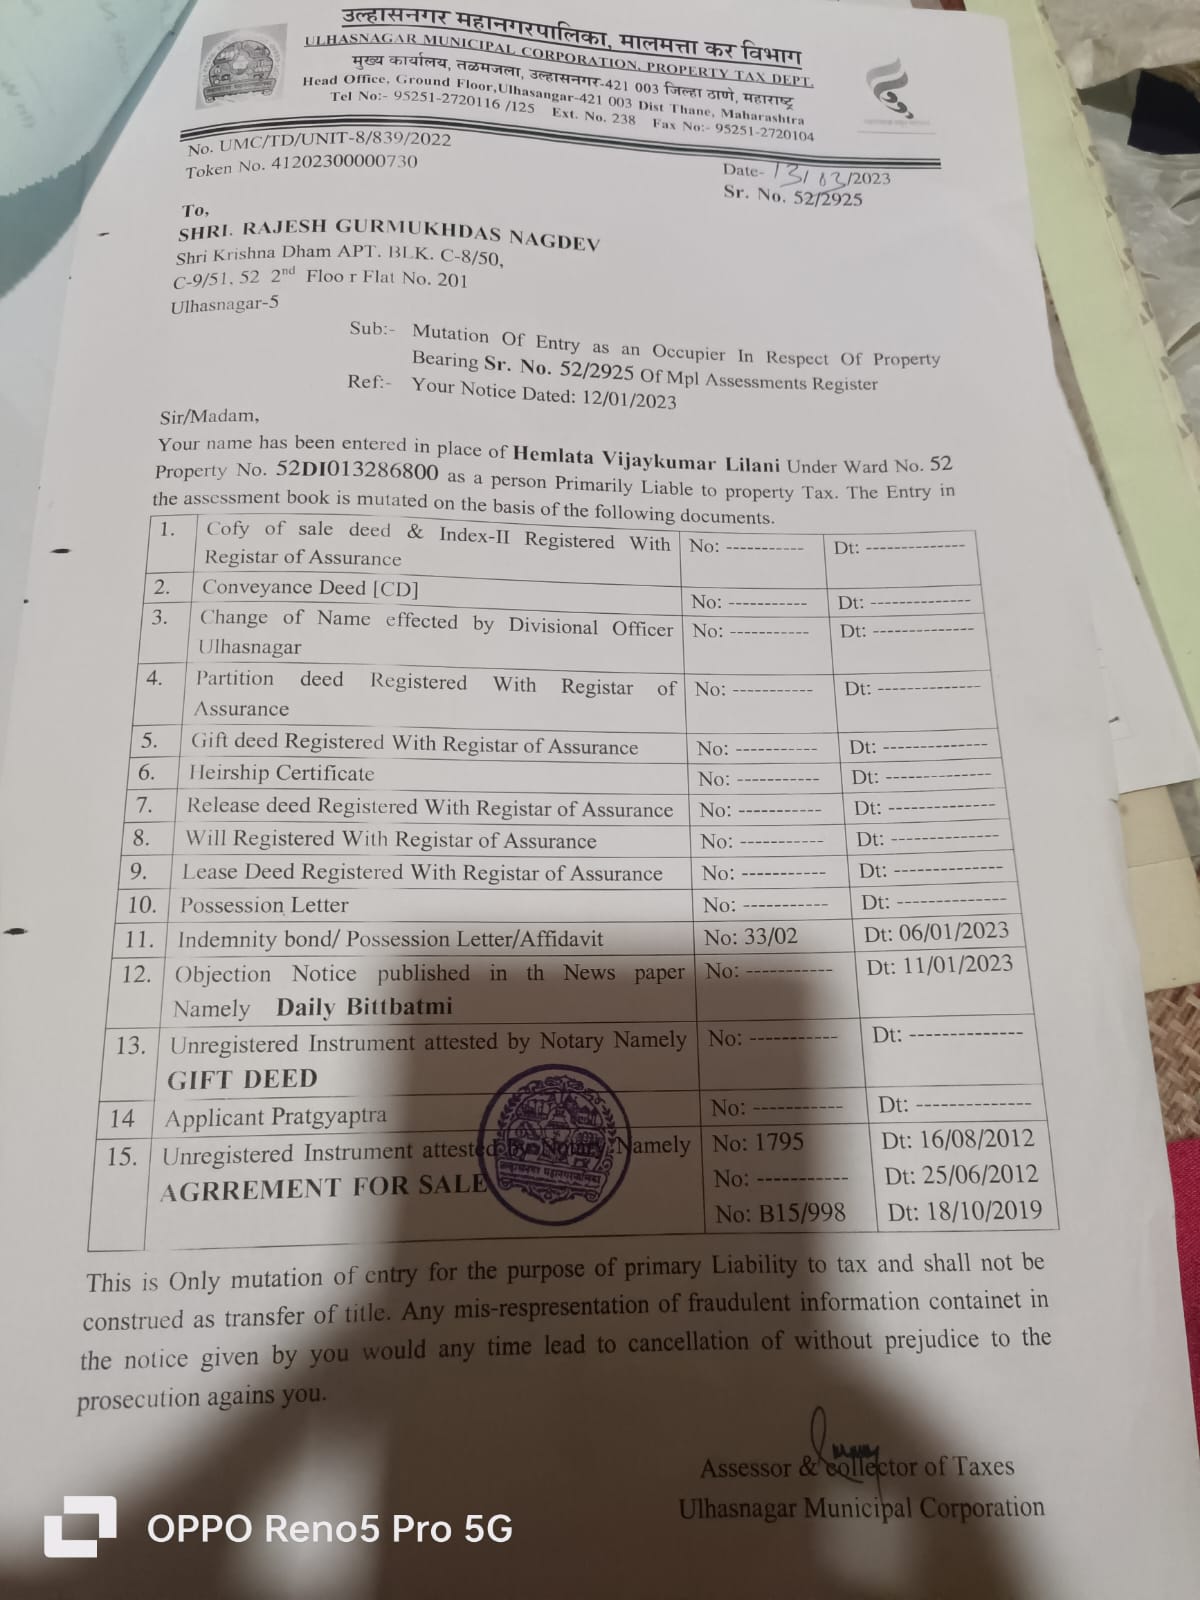 उल्हासनगर महानगरपालिका, मालमत्ता कर विभाग
ULHASNAGAR MUNICIPAL CORPORATION, PROPERTY TAX DEPT.
मुख्य कार्यालय, तळमजला, उल्हासनगर-421 003 जिल्हा ठाणे, महाराष्ट्र
Head Office, Ground Floor,Ulhasangar-421 003 Dist Thane, Maharashtra
Tel No:- 95251-2720116 /125 Ext. No. 238 Fax No:- 95251-2720104
No. UMC/TD/UNIT-8/839/2022
Token No. 41202300000730
Date- 13/03/2023
Sr. No. 52/2925
To,
SHRI. RAJESH GURMUKHDAS NAGDEV
Shri Krishna Dham APT. BLK. C-8/50,
C-9/51, 52 2nd Floo r Flat No. 201
Ulhasnagar-5
Sub:- Mutation Of Entry as an Occupier In Respect Of Property
Bearing Sr. No. 52/2925 Of Mpl Assessments Register
Ref:- Your Notice Dated: 12/01/2023
Sir/Madam,
Your name has been entered in place of Hemlata Vijaykumar Lilani Under Ward No. 52
Property No. 52DI013286800 as a person Primarily Liable to property Tax. The Entry in
the assessment book is mutated on the basis of the following documents.
1. Cofy of sale deed & Index-II Registered With No: ----------- Dt: --------------
Registar of Assurance
2. Conveyance Deed [CD] No: ----------- Dt: --------------
3. Change of Name effected by Divisional Officer No: ----------- Dt: --------------
Ulhasnagar
4. Partition deed Registered With Registar of No: ----------- Dt: --------------
Assurance
5. Gift deed Registered With Registar of Assurance No: ----------- Dt: --------------
6. Heirship Certificate No: ----------- Dt: --------------
7. Release deed Registered With Registar of Assurance No: ----------- Dt: --------------
8. Will Registered With Registar of Assurance No: ----------- Dt: --------------
9. Lease Deed Registered With Registar of Assurance No: ----------- Dt: --------------
10. Possession Letter No: ----------- Dt: --------------
11. Indemnity bond/ Possession Letter/Affidavit No: 33/02 Dt: 06/01/2023
12. Objection Notice published in th News paper No: ----------- Dt: 11/01/2023
Namely Daily Bittbatmi
13. Unregistered Instrument attested by Notary Namely No: ----------- Dt: --------------
GIFT DEED
14 Applicant Pratgyaptra No: ----------- Dt: --------------
15. Unregistered Instrument attested by Notary Namely No: 1795 Dt: 16/08/2012
AGRREMENT FOR SALE No: ----------- Dt: 25/06/2012
No: B15/998 Dt: 18/10/2019
This is Only mutation of entry for the purpose of primary Liability to tax and shall not be
construed as transfer of title. Any mis-respresentation of fraudulent information containet in
the notice given by you would any time lead to cancellation of without prejudice to the
prosecution agains you.
Assessor & collector of Taxes
Ulhasnagar Municipal Corporation
OPPO Reno5 Pro 5G